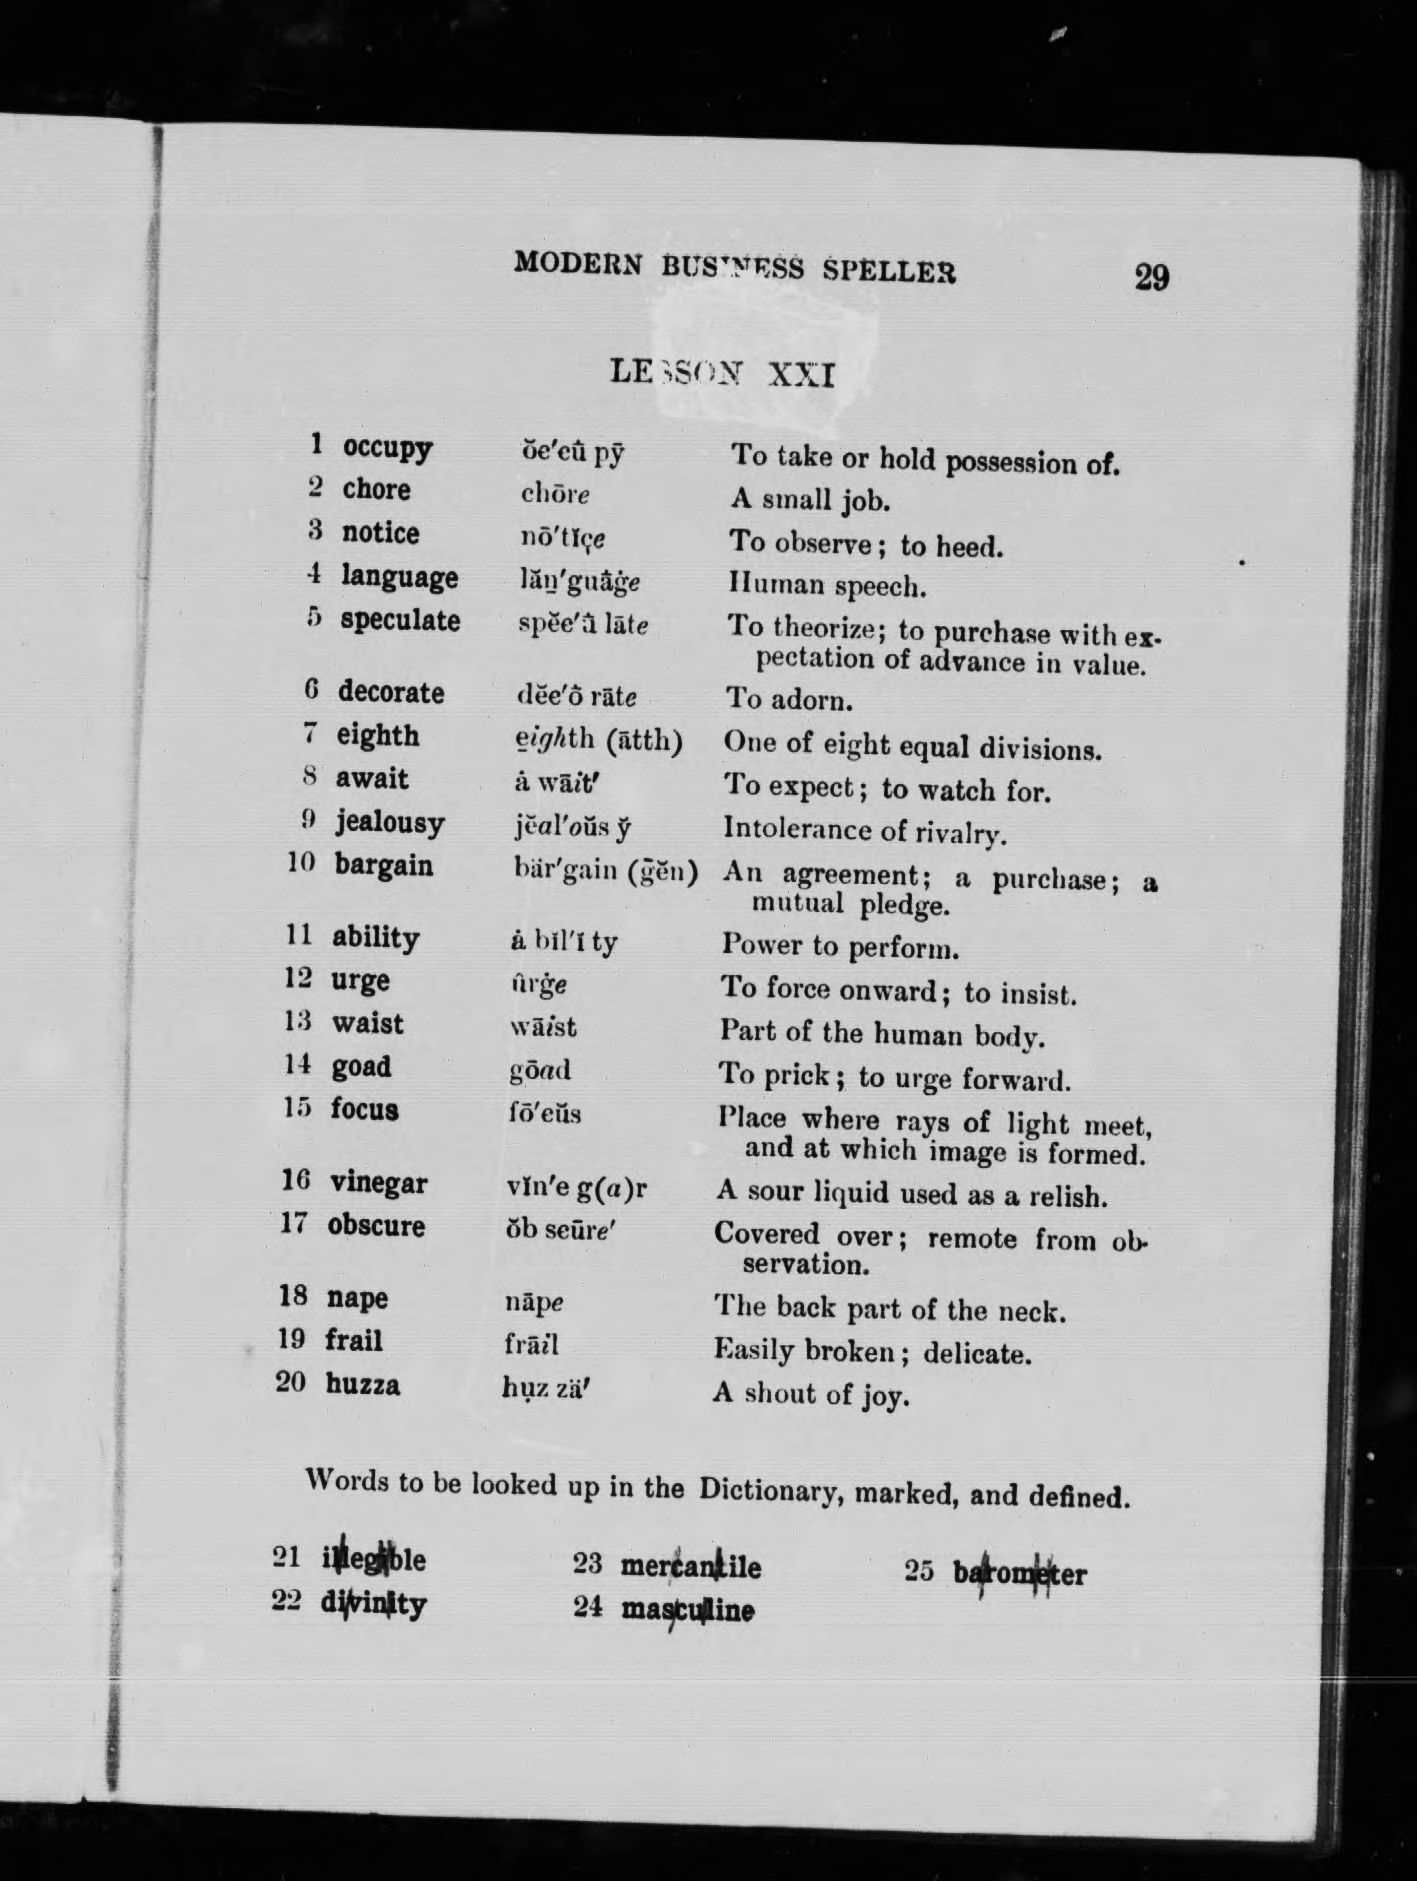 MODERN BUSINESS SPELLER 29
LESSON XXI
1 occupy ŏc′cû pȳ To take or hold possession of.
2 chore chōre A small job.
3 notice nō′tĭçe To observe; to heed.
4 language lăṉ′guâġe Human speech.
5 speculate spĕc′û lāte To theorize; to purchase with ex-
pectation of advance in value.
6 decorate dĕc′ô rāte To adorn.
7 eighth e̱ighth (ātth) One of eight equal divisions.
8 await ȧ wāit′ To expect; to watch for.
9 jealousy jĕal′oŭs y̆ Intolerance of rivalry.
10 bargain bär′gain (ḡĕn) An agreement; a purchase; a
mutual pledge.
11 ability ȧ bĭl′ĭ ty Power to perform.
12 urge ûrġe To force onward; to insist.
13 waist wāist Part of the human body.
14 goad gōad To prick; to urge forward.
15 focus fō′cŭs Place where rays of light meet,
and at which image is formed.
16 vinegar vĭn′e g(a)r A sour liquid used as a relish.
17 obscure ŏb scūre′ Covered over; remote from ob-
servation.
18 nape nāpe The back part of the neck.
19 frail frāil Easily broken; delicate.
20 huzza hụz zä′ A shout of joy.
Words to be looked up in the Dictionary, marked, and defined.
21 illegible 23 mercantile 25 barometer
22 divinity 24 masculine